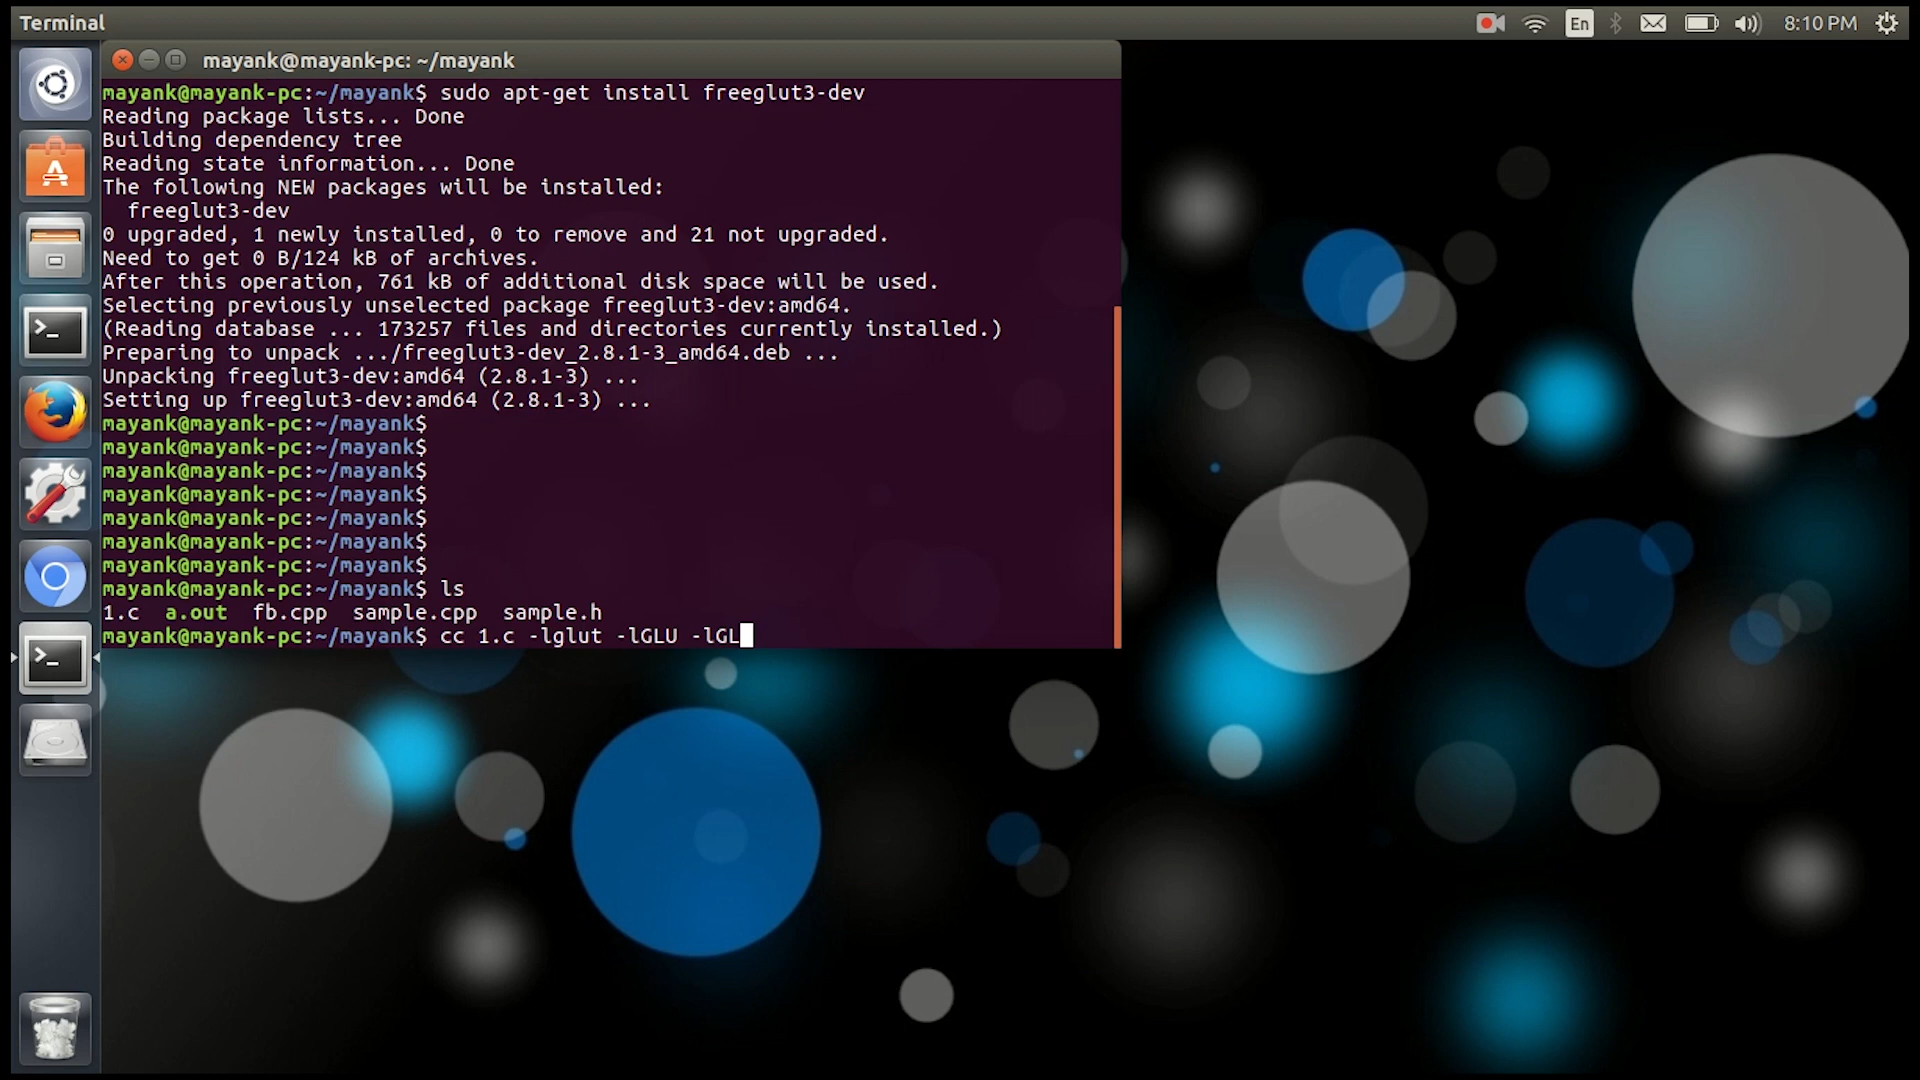 Terminal
En
8:10 PM
mayank@mayank-pc: ~/mayank
mayank@mayank-pc:~/mayank$ sudo apt-get install freeglut3-dev
Reading package lists... Done
Building dependency tree
Reading state information... Done
The following NEW packages will be installed:
  freeglut3-dev
0 upgraded, 1 newly installed, 0 to remove and 21 not upgraded.
Need to get 0 B/124 kB of archives.
After this operation, 761 kB of additional disk space will be used.
Selecting previously unselected package freeglut3-dev:amd64.
(Reading database ... 173257 files and directories currently installed.)
Preparing to unpack .../freeglut3-dev_2.8.1-3_amd64.deb ...
Unpacking freeglut3-dev:amd64 (2.8.1-3) ...
Setting up freeglut3-dev:amd64 (2.8.1-3) ...
mayank@mayank-pc:~/mayank$
mayank@mayank-pc:~/mayank$
mayank@mayank-pc:~/mayank$
mayank@mayank-pc:~/mayank$
mayank@mayank-pc:~/mayank$
mayank@mayank-pc:~/mayank$
mayank@mayank-pc:~/mayank$
mayank@mayank-pc:~/mayank$ ls
1.c  a.out  fb.cpp  sample.cpp  sample.h
mayank@mayank-pc:~/mayank$ cc 1.c -lglut -lGLU -lGL